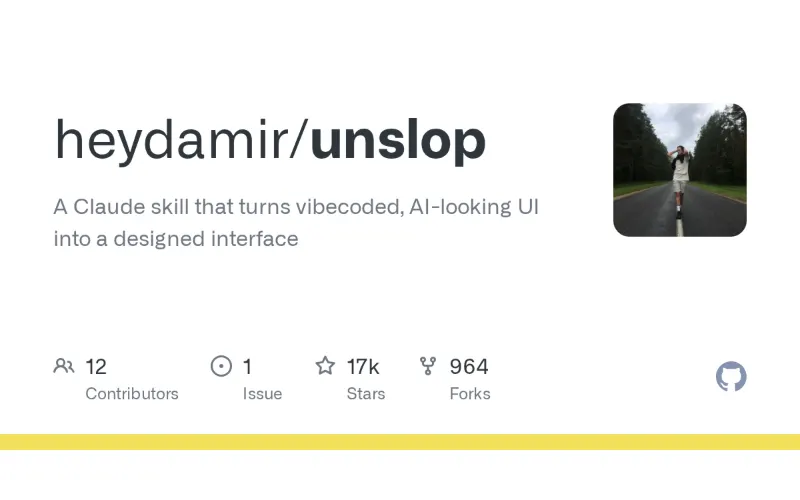 heydamir/unslop
A Claude skill that turns vibecoded, AI-looking UI
into a designed interface
12
Contributors
1
Issue
17k
Stars
964
Forks